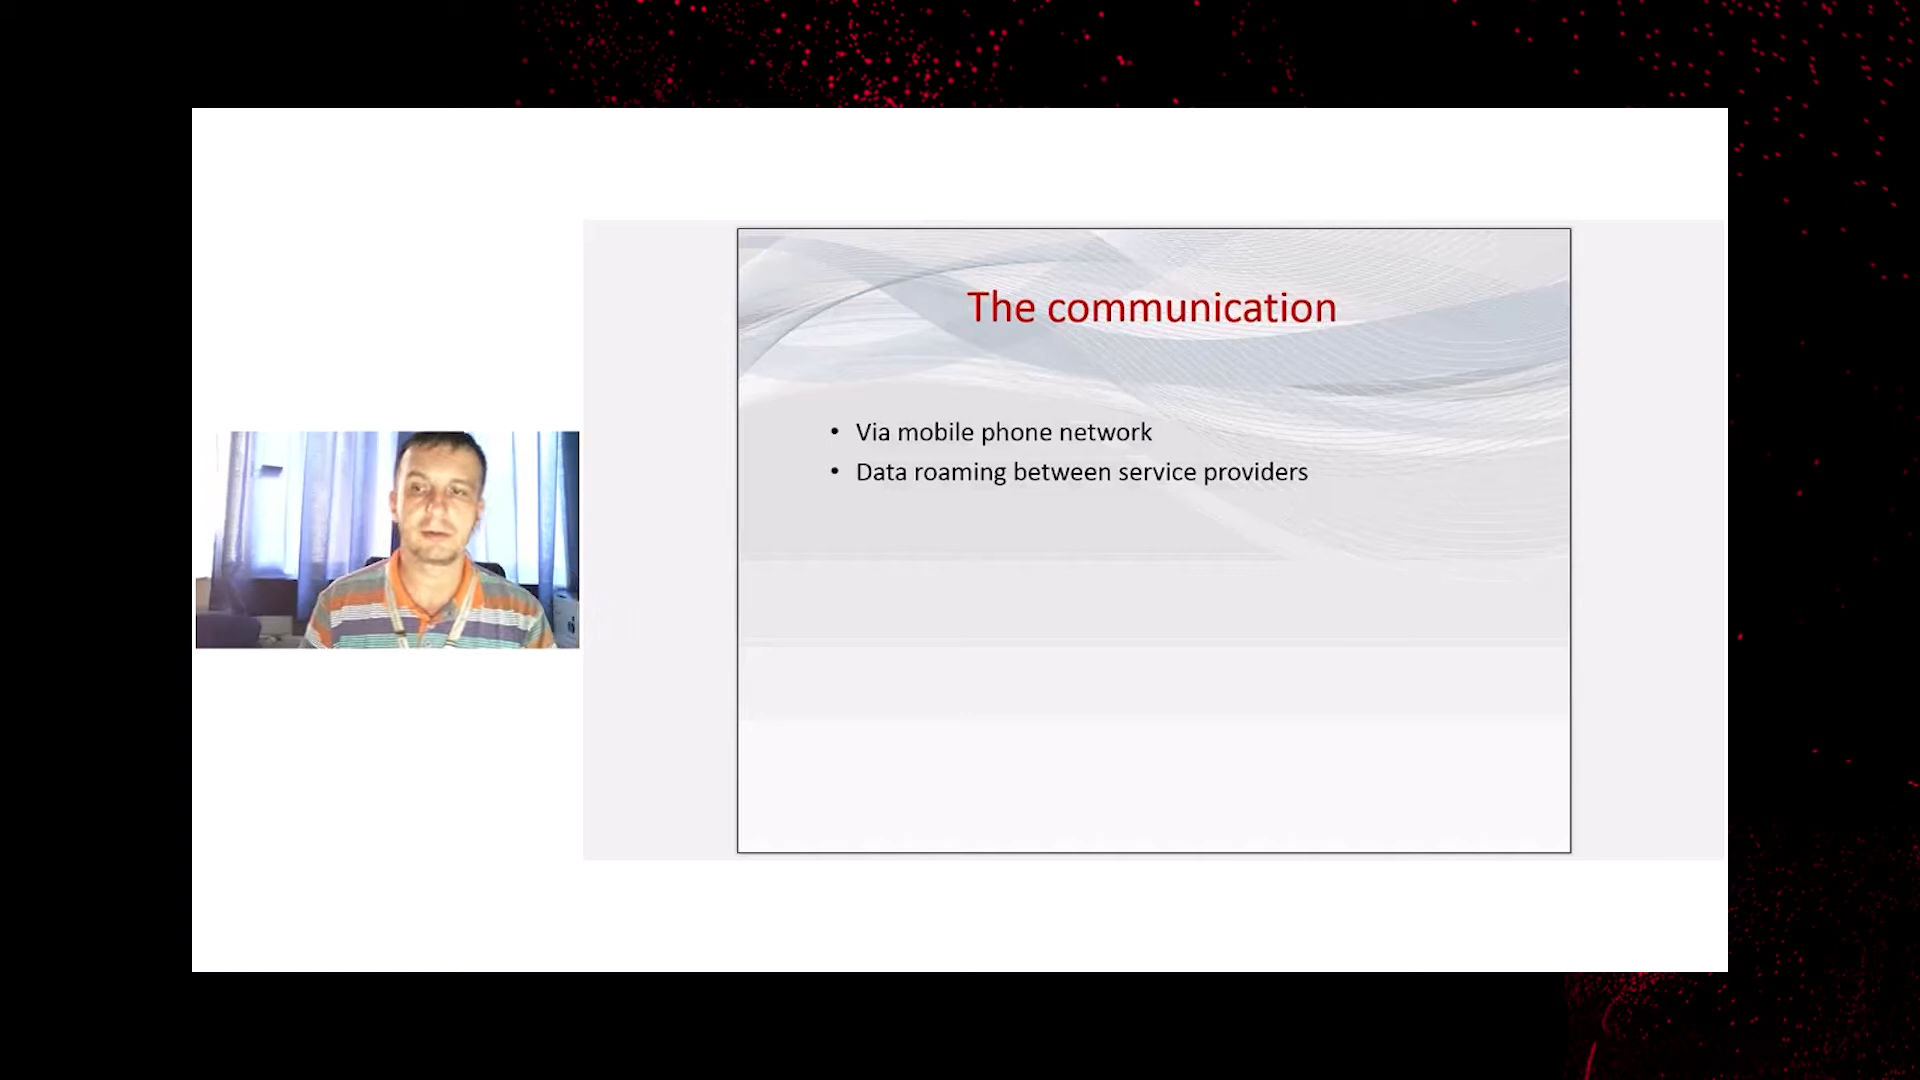 The communication
• Via mobile phone network
• Data roaming between service providers